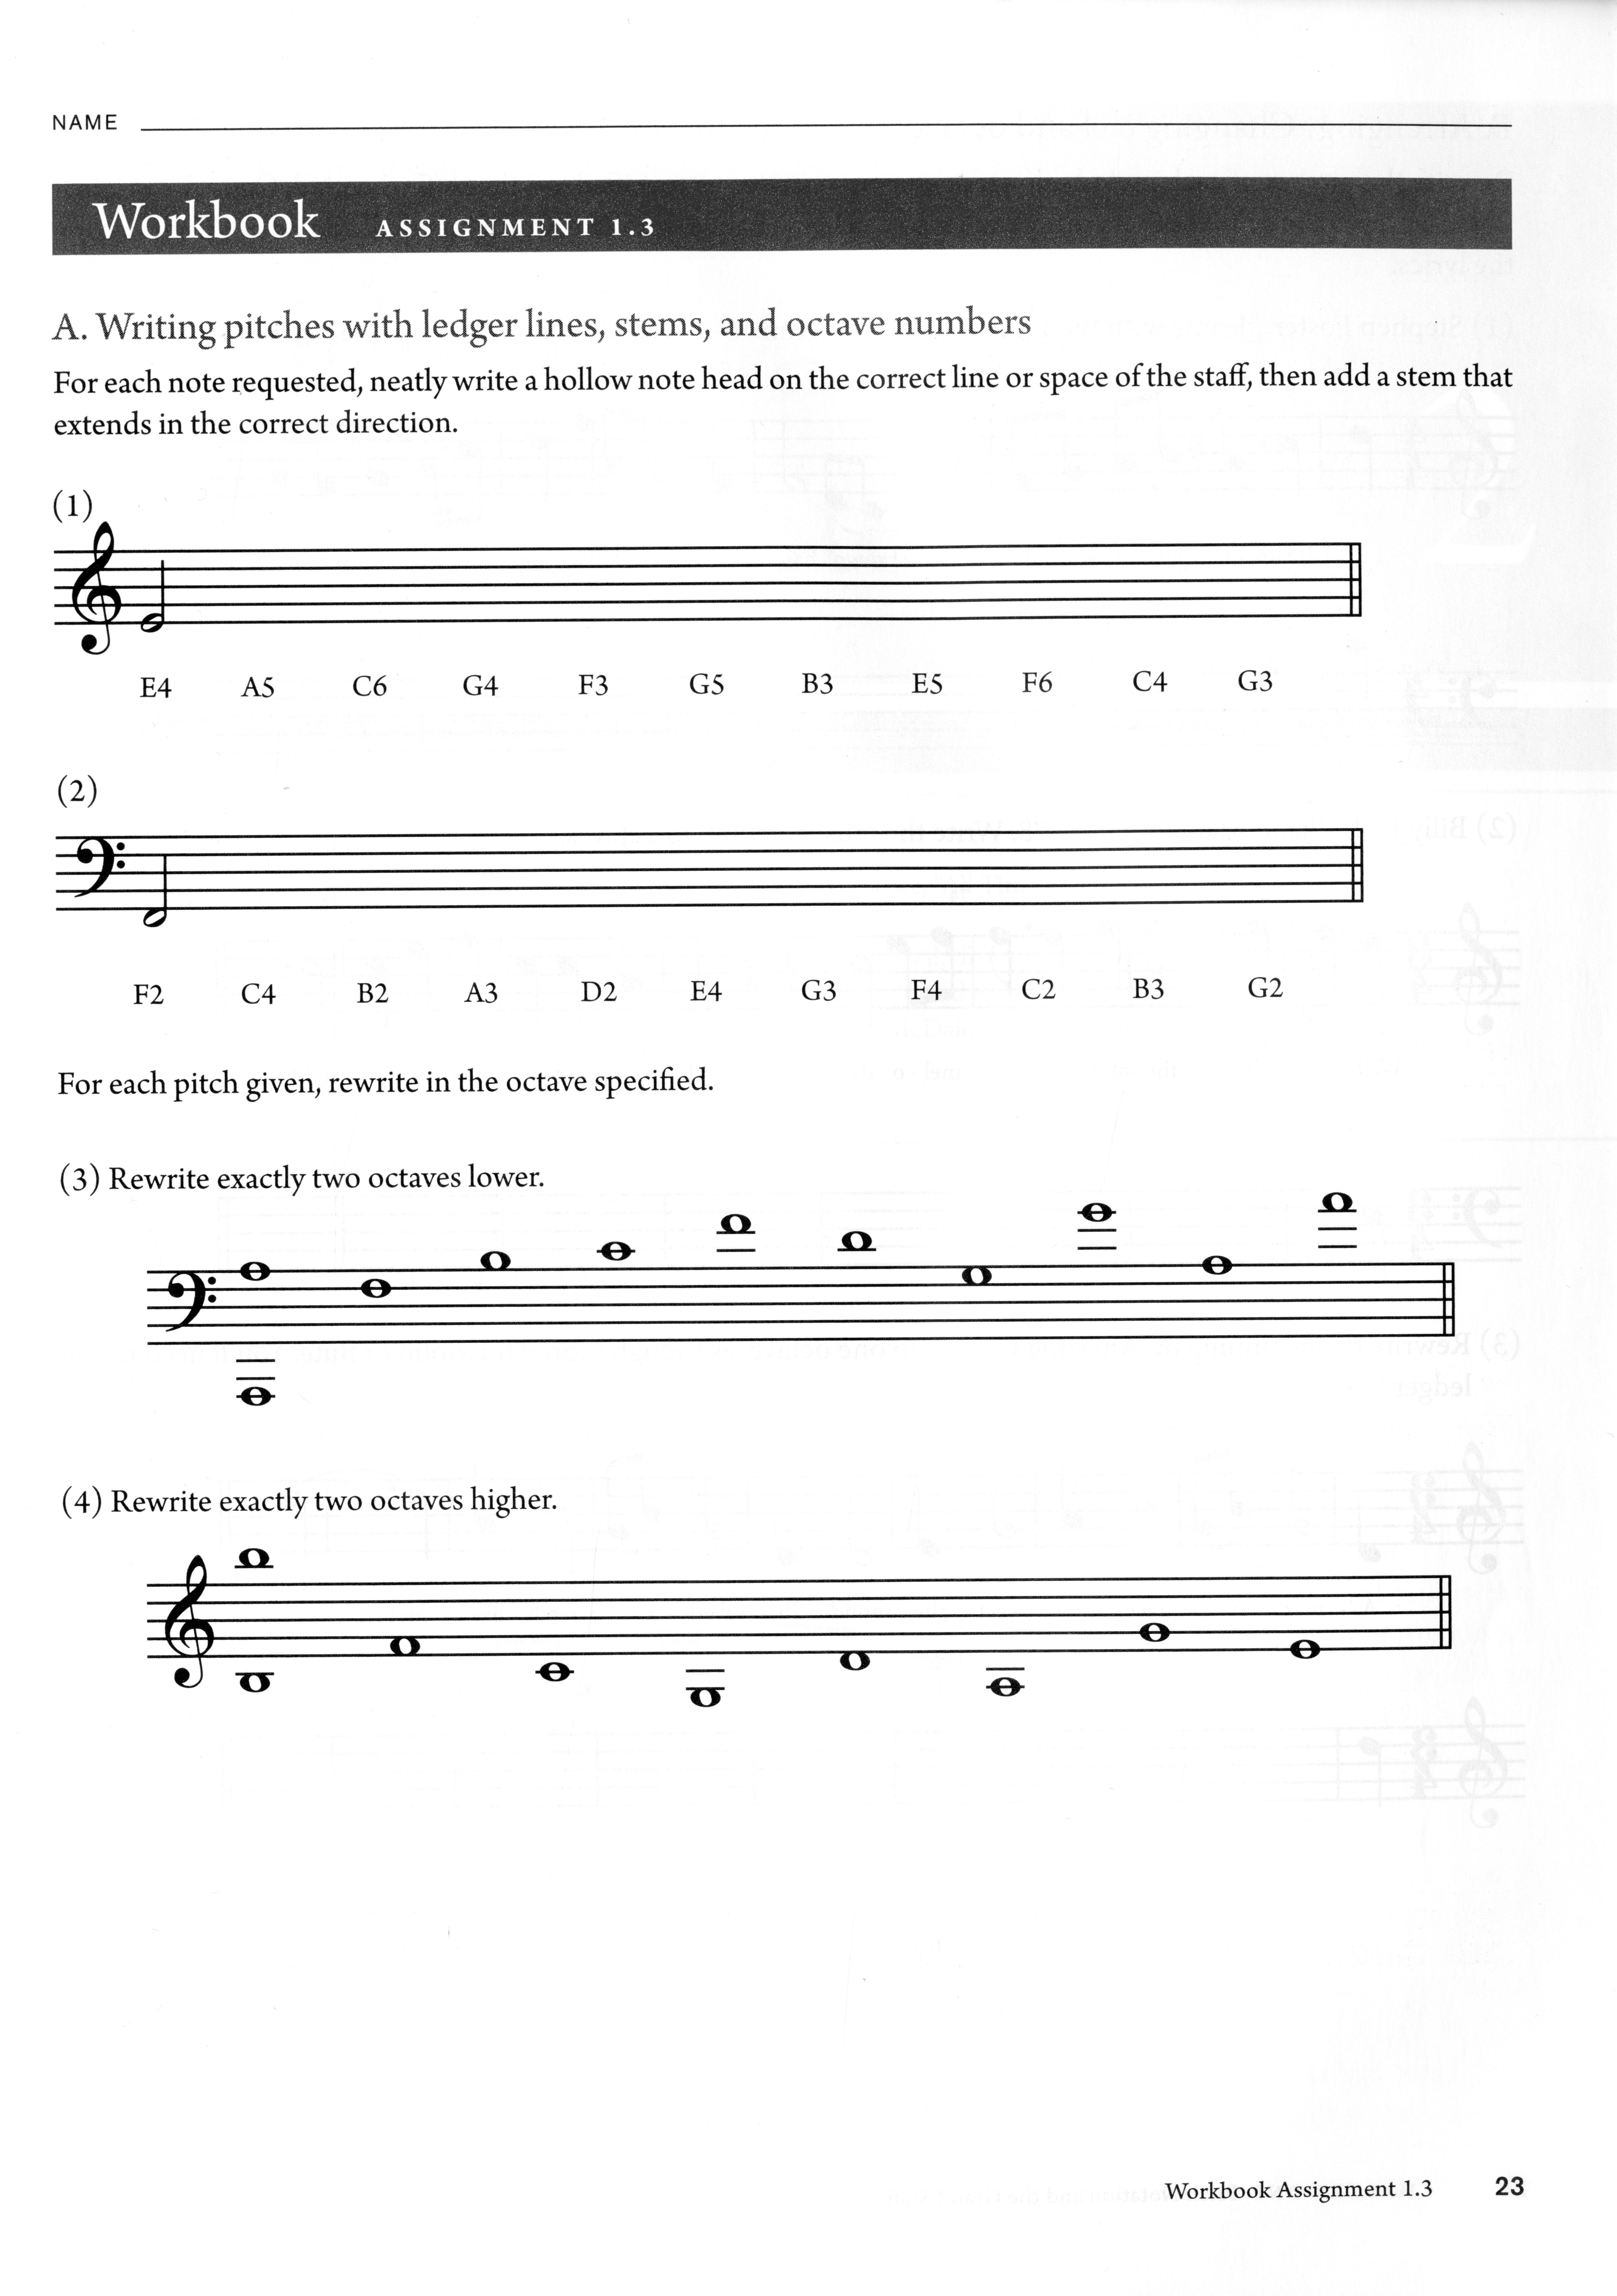 NAME
Workbook ASSIGNMENT 1.3
A. Writing pitches with ledger lines, stems, and octave numbers
For each note requested, neatly write a hollow note head on the correct line or space of the staff, then add a stem that
extends in the correct direction.
(1)
E4 A5 C6 G4 F3 G5 B3 E5 F6 C4 G3
(2)
F2 C4 B2 A3 D2 E4 G3 F4 C2 B3 G2
For each pitch given, rewrite in the octave specified.
(3) Rewrite exactly two octaves lower.
(4) Rewrite exactly two octaves higher.
Workbook Assignment 1.3 23